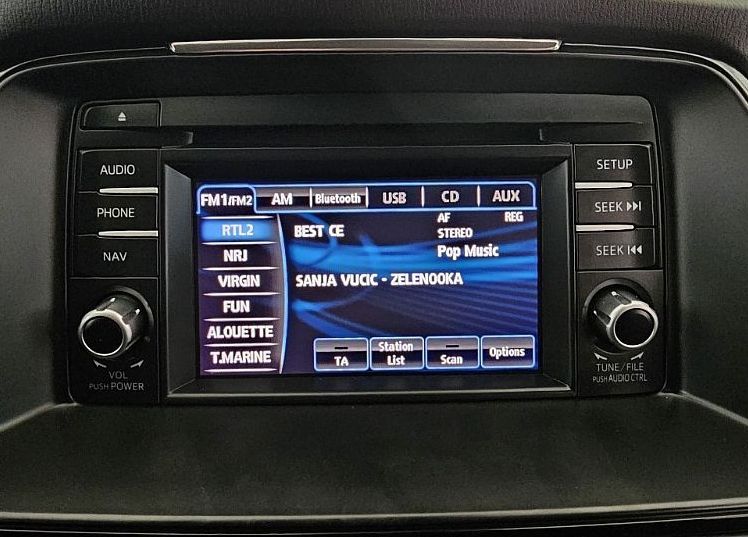 AUDIO
PHONE
NAV
VOL
PUSH POWER
FM1/FM2 AM Bluetooth USB CD AUX
RTL2
NRJ
VIRGIN
FUN
ALOUETTE
T.MARINE
BEST CE
AF REG
STEREO
Pop Music
SANJA VUCIC - ZELENOOKA
TA
Station List
Scan
Options
SETUP
SEEK
SEEK
TUNE/FILE
PUSH AUDIO CTRL